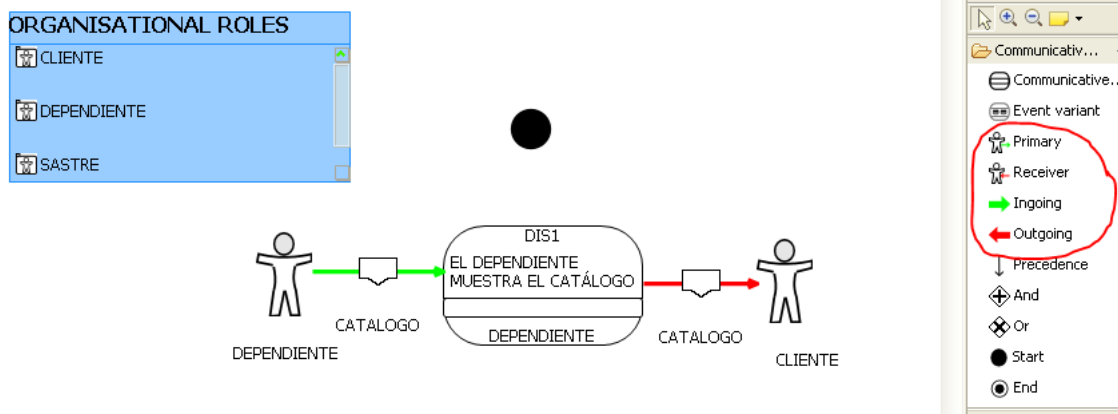 ORGANISATIONAL ROLES
CLIENTE
DEPENDIENTE
SASTRE
DIS1
EL DEPENDIENTE
MUESTRA EL CATÁLOGO
DEPENDIENTE
CATALOGO
DEPENDIENTE
CATALOGO
CLIENTE
Communicativ...
Communicative..
Event variant
Primary
Receiver
Ingoing
Outgoing
Precedence
And
Or
Start
End